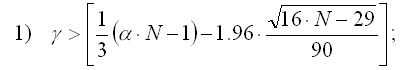 1) γ > [ 1/3 (α · N − 1) − 1.96 · √(16 · N − 29) / 90 ];